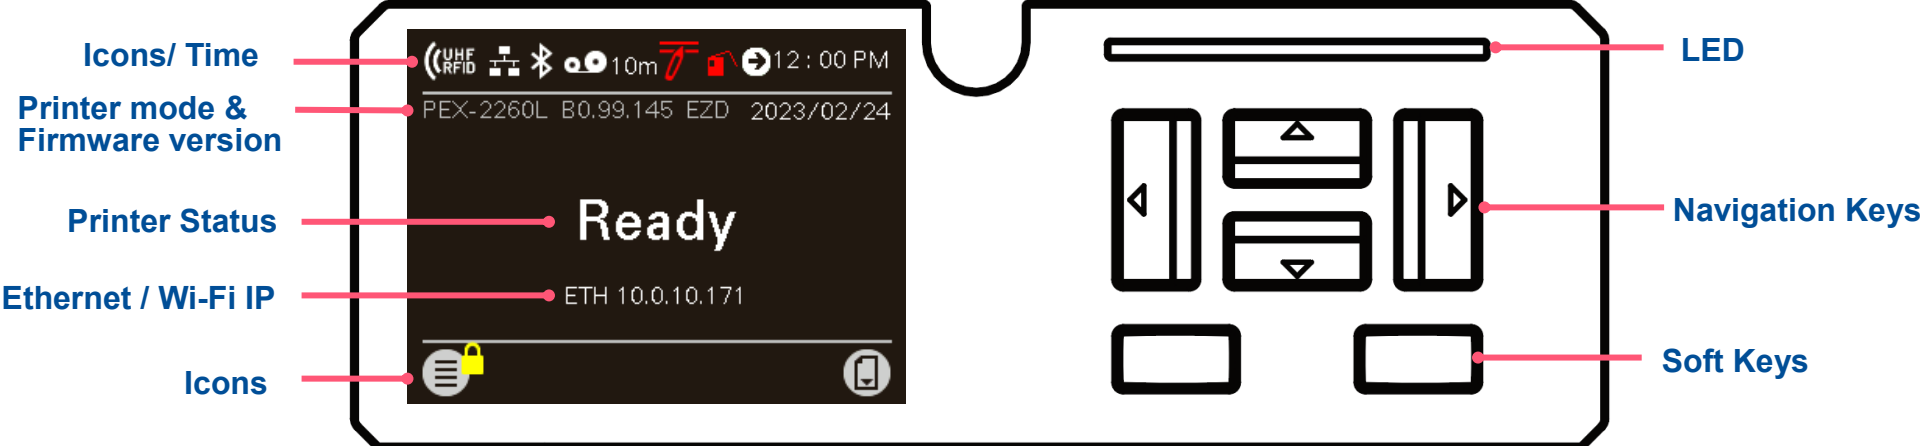 Icons/ Time
UHF
RFID
10m
12 : 00 PM
LED
Printer mode &
Firmware version
PEX-2260L B0.99.145 EZD 2023/02/24
Printer Status
Ready
Navigation Keys
Ethernet / Wi-Fi IP
ETH 10.0.10.171
Icons
Soft Keys